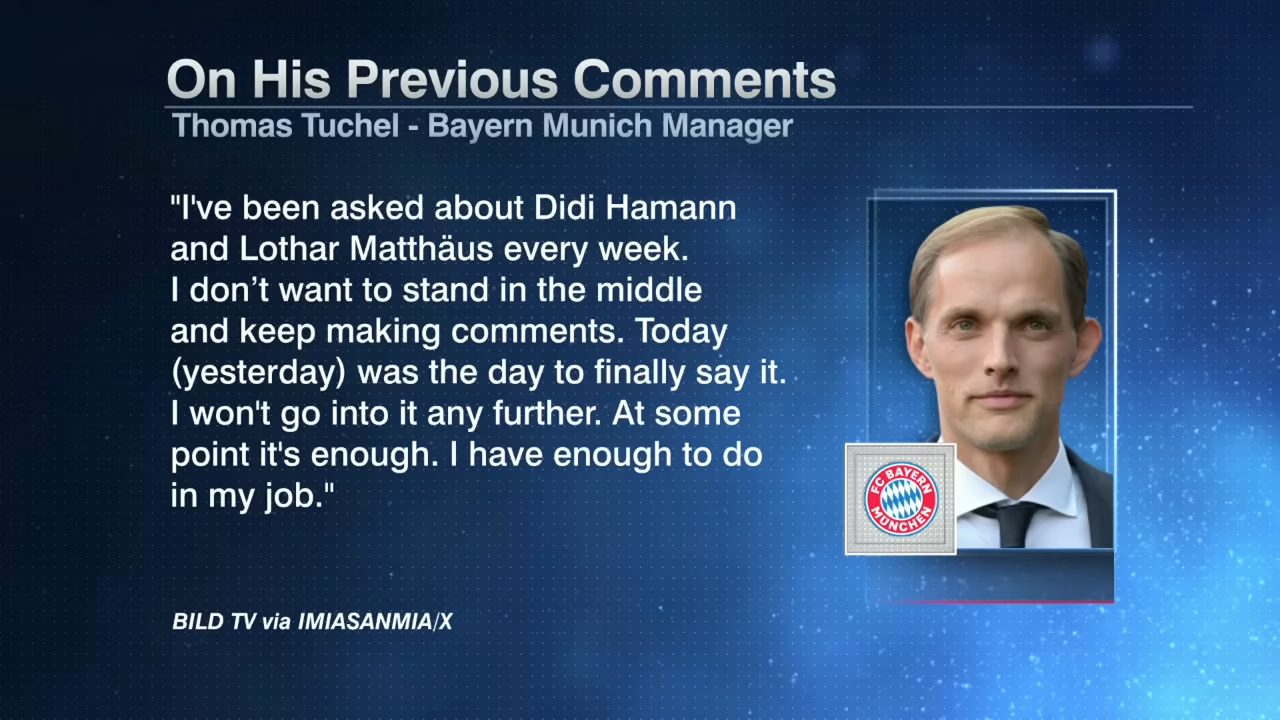 On His Previous Comments
Thomas Tuchel - Bayern Munich Manager
"I've been asked about Didi Hamann
and Lothar Matthäus every week.
I don’t want to stand in the middle
and keep making comments. Today
(yesterday) was the day to finally say it.
I won't go into it any further. At some
point it's enough. I have enough to do
in my job."
FC BAYERN
MÜNCHEN
BILD TV via IMIASANMIA/X